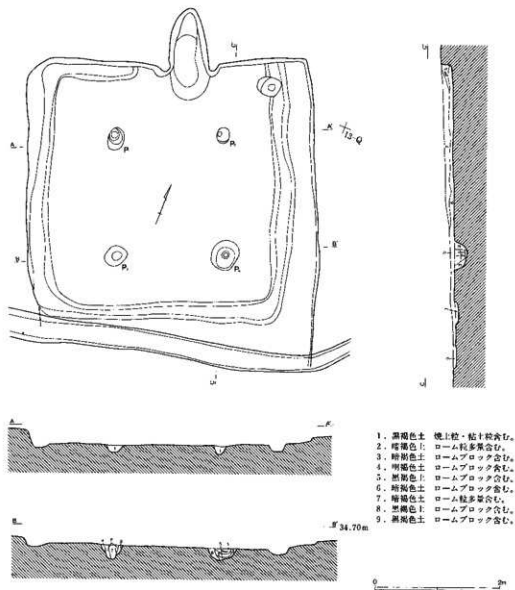 C
C
A
K
13-Q
P₁
P₁
P₁
P₁
B'
C'
C'
A
B
B' 34.70m
1．黒褐色土 焼土粒・粘土粒含む。
2．暗褐色土 ローム粒多量含む。
3．暗褐色土 ロームブロック含む。
4．明褐色土 ロームブロック含む。
5．黒褐色土 ロームブロック含む。
6．暗褐色土 ロームブロック含む。
7．暗褐色土 ローム粒多量含む。
8．黒褐色土 ロームブロック含む。
9．黒褐色土 ロームブロック含む。
0 2m